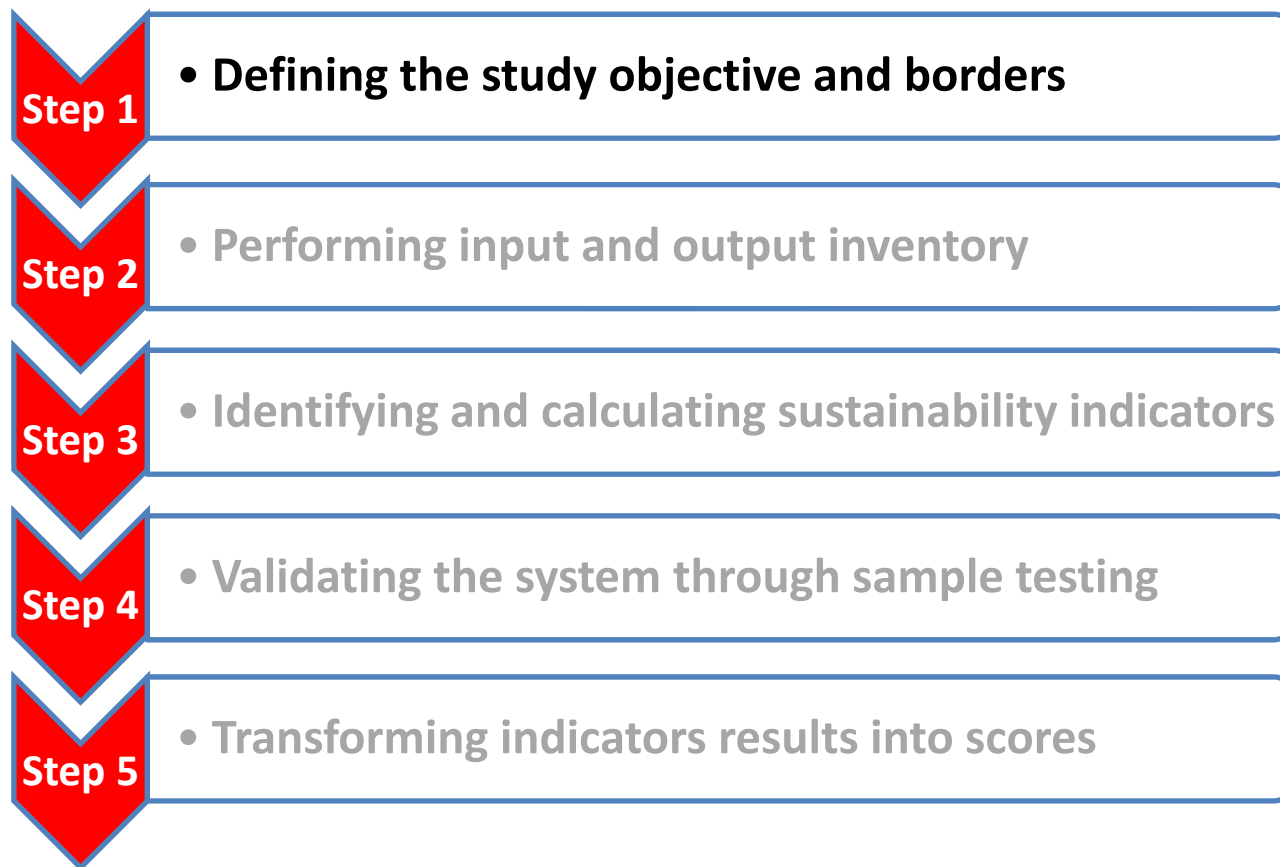 Step 1
• Defining the study objective and borders
Step 2
• Performing input and output inventory
Step 3
• Identifying and calculating sustainability indicators
Step 4
• Validating the system through sample testing
Step 5
• Transforming indicators results into scores